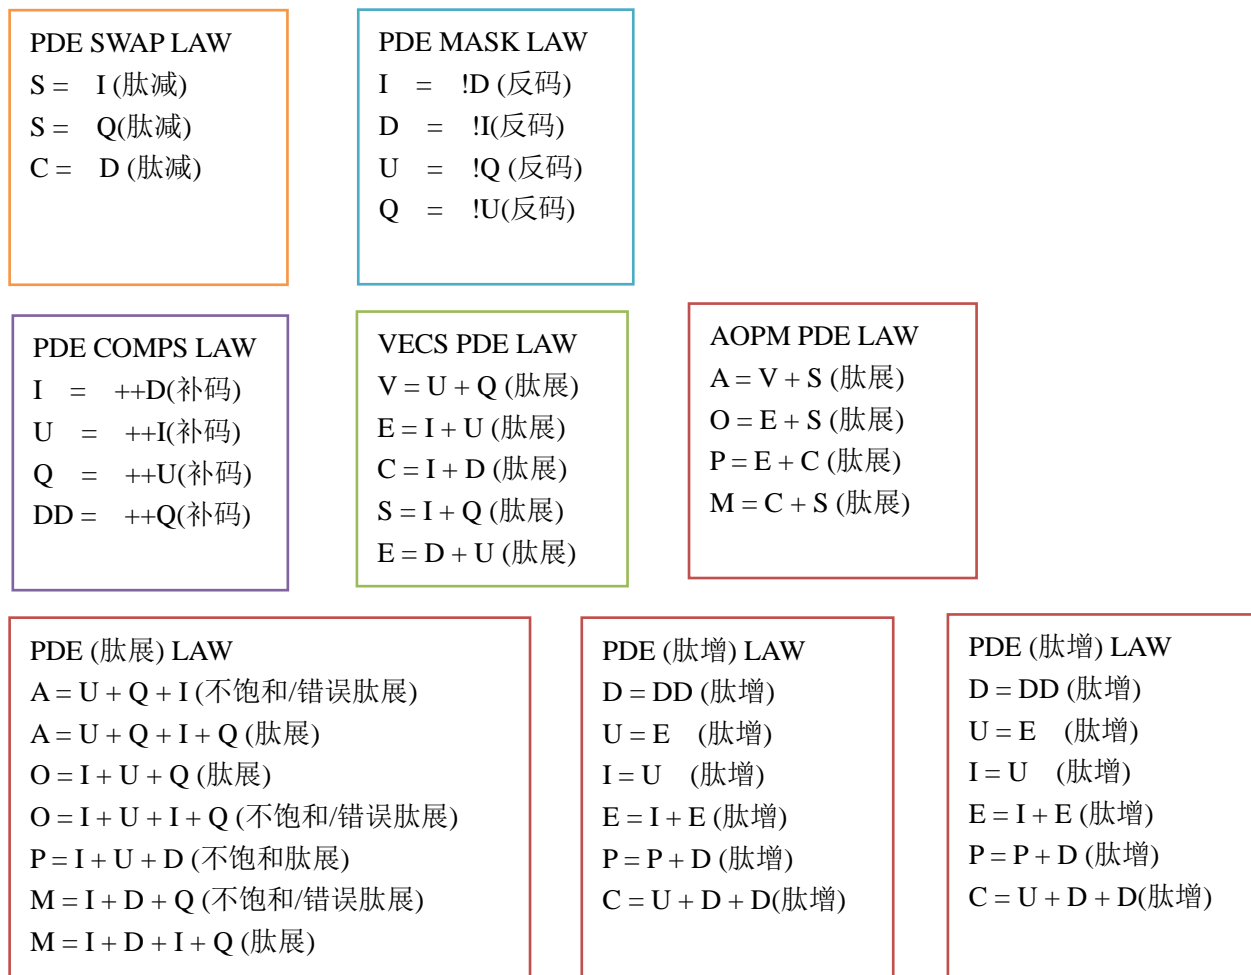 PDE SWAP LAW
S = I (肽减)
S = Q(肽减)
C = D (肽减)
PDE MASK LAW
I = !D (反码)
D = !I(反码)
U = !Q (反码)
Q = !U(反码)
PDE COMPS LAW
I = ++D(补码)
U = ++I(补码)
Q = ++U(补码)
DD = ++Q(补码)
VECS PDE LAW
V = U + Q (肽展)
E = I + U (肽展)
C = I + D (肽展)
S = I + Q (肽展)
E = D + U (肽展)
AOPM PDE LAW
A = V + S (肽展)
O = E + S (肽展)
P = E + C (肽展)
M = C + S (肽展)
PDE (肽展) LAW
A = U + Q + I (不饱和/错误肽展)
A = U + Q + I + Q (肽展)
O = I + U + Q (肽展)
O = I + U + I + Q (不饱和/错误肽展)
P = I + U + D (不饱和肽展)
M = I + D + Q (不饱和/错误肽展)
M = I + D + I + Q (肽展)
PDE (肽增) LAW
D = DD (肽增)
U = E (肽增)
I = U (肽增)
E = I + E (肽增)
P = P + D (肽增)
C = U + D + D(肽增)
PDE (肽增) LAW
D = DD (肽增)
U = E (肽增)
I = U (肽增)
E = I + E (肽增)
P = P + D (肽增)
C = U + D + D(肽增)